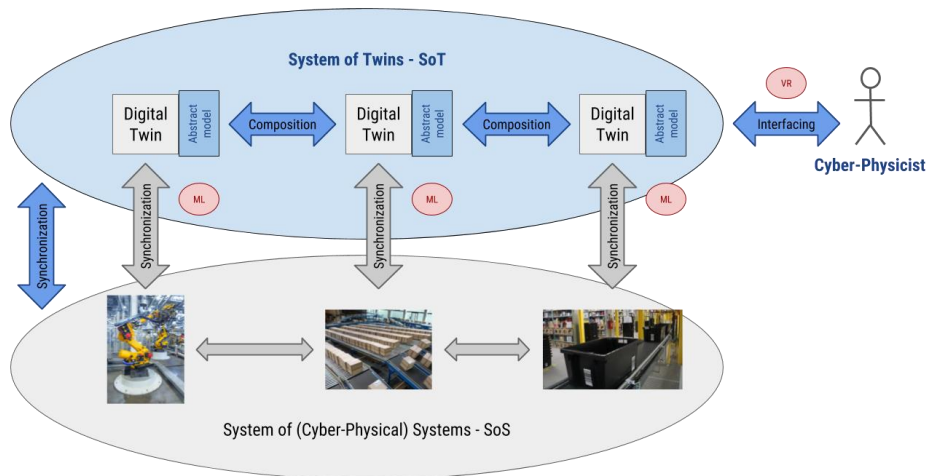 System of Twins - SoT
Digital
Twin
Abstract
model
Composition
Digital
Twin
Abstract
model
Composition
Digital
Twin
Abstract
model
VR
Interfacing
Cyber-Physicist
Synchronization
Synchronization
ML
Synchronization
ML
Synchronization
ML
System of (Cyber-Physical) Systems - SoS